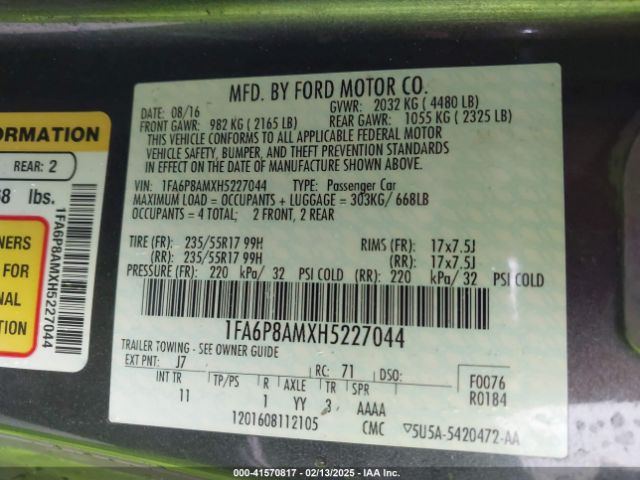 MFD. BY FORD MOTOR CO.
DATE: 08/16 GVWR: 2032 KG ( 4480 LB)
FRONT GAWR: 982 KG ( 2165 LB) REAR GAWR: 1055 KG ( 2325 LB)
THIS VEHICLE CONFORMS TO ALL APPLICABLE FEDERAL MOTOR
VEHICLE SAFETY, BUMPER, AND THEFT PREVENTION STANDARDS
IN EFFECT ON THE DATE OF MANUFACTURE SHOWN ABOVE.
VIN: 1FA6P8AMXH5227044 TYPE: Passenger Car
MAXIMUM LOAD = OCCUPANTS + LUGGAGE = 303KG/ 668LB
OCCUPANTS = 4 TOTAL; 2 FRONT, 2 REAR
TIRE (FR): 235/55R17 99H RIMS (FR): 17x7.5J
(RR): 235/55R17 99H (RR): 17x7.5J
PRESSURE (FR): 220 kPa/ 32 PSI COLD (RR): 220 kPa/ 32 PSI COLD
1FA6P8AMXH5227044
TRAILER TOWING - SEE OWNER GUIDE
EXT PNT: J7 RC: 71 DSO: F0076
INT TR TP/PS R AXLE TR SPR R0184
11 1 YY 3 AAAA
1201608112105 CMC ▽5U5A-5420472-AA
ORMATION
REAR: 2
68 lbs.
1FA6P8AMXH5227044
NERS
FOR
NAL
TION
120-41570817 - 02/13/2025 - IAA Inc.